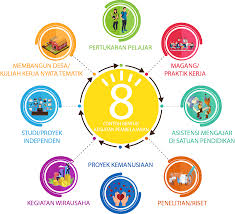 PERTUKARAN PELAJAR
MEMBANGUN DESA/
KULIAH KERJA NYATA TEMATIK
MAGANG/
PRAKTIK KERJA
8
STUDI/PROYEK
INDEPENDEN
ASISTENSI MENGAJAR
DI SATUAN PENDIDIKAN
PROYEK KEMANUSIAAN
KEGIATAN WIRAUSAHA
PENELITIAN/RISET